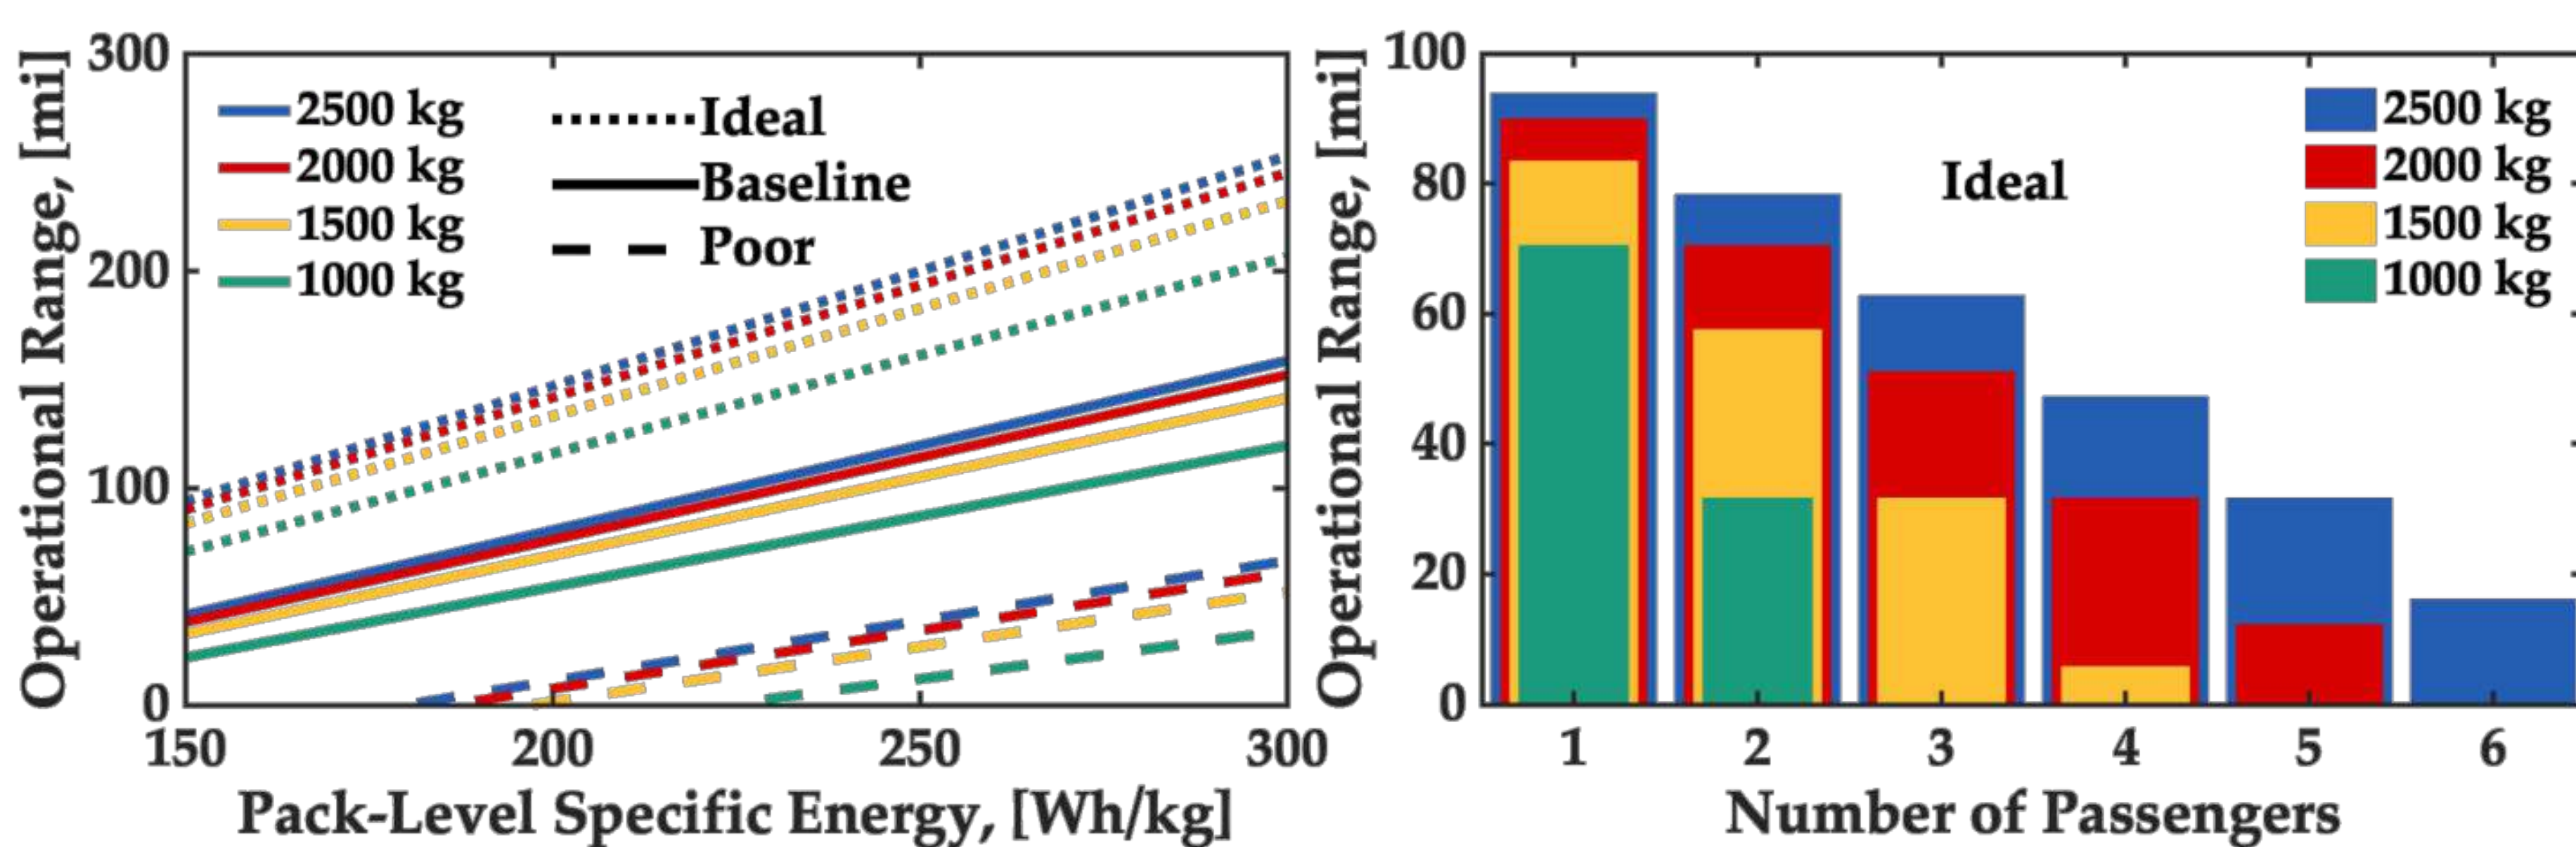 Operational Range, [mi]
300
200
100
0
2500 kg
2000 kg
1500 kg
1000 kg
Ideal
Baseline
Poor
150 200 250 300
Pack-Level Specific Energy, [Wh/kg]
Operational Range, [mi]
100
80
60
40
20
0
Ideal
2500 kg
2000 kg
1500 kg
1000 kg
1 2 3 4 5 6
Number of Passengers